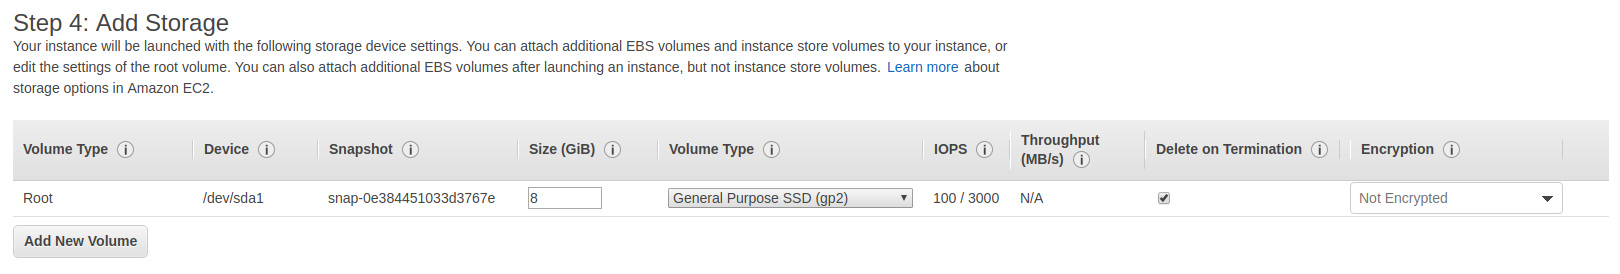 Step 4: Add Storage
Your instance will be launched with the following storage device settings. You can attach additional EBS volumes and instance store volumes to your instance, or
edit the settings of the root volume. You can also attach additional EBS volumes after launching an instance, but not instance store volumes. Learn more about
storage options in Amazon EC2.
Volume Type Device Snapshot Size (GiB) Volume Type IOPS Throughput (MB/s) Delete on Termination Encryption
Root /dev/sda1 snap-0e384451033d3767e 8 General Purpose SSD (gp2) 100 / 3000 N/A Not Encrypted
Add New Volume